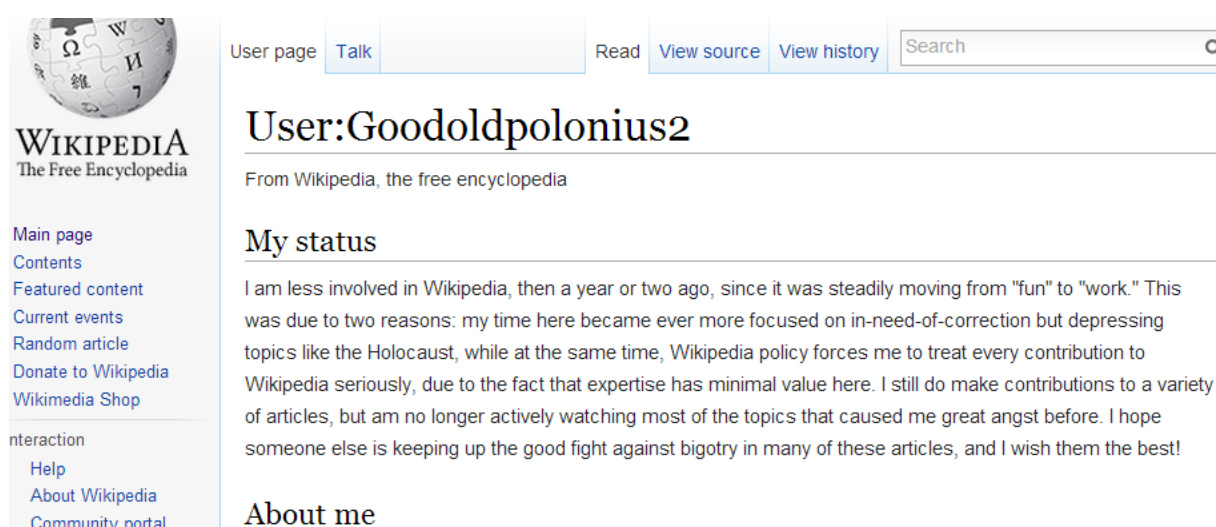 User page
Talk
Read
View source
View history
Search
WIKIPEDIA
The Free Encyclopedia
User:Goodoldpolonius2
From Wikipedia, the free encyclopedia
Main page
Contents
Featured content
Current events
Random article
Donate to Wikipedia
Wikimedia Shop
nteraction
Help
About Wikipedia
Community portal
My status
I am less involved in Wikipedia, then a year or two ago, since it was steadily moving from "fun" to "work." This
was due to two reasons: my time here became ever more focused on in-need-of-correction but depressing
topics like the Holocaust, while at the same time, Wikipedia policy forces me to treat every contribution to
Wikipedia seriously, due to the fact that expertise has minimal value here. I still do make contributions to a variety
of articles, but am no longer actively watching most of the topics that caused me great angst before. I hope
someone else is keeping up the good fight against bigotry in many of these articles, and I wish them the best!
About me